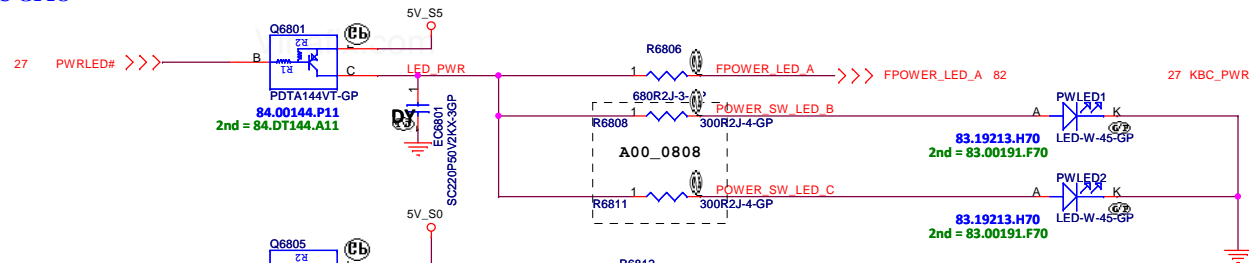 5V_S5
Q6801
R2
R1
E
B
C
27 PWRLED#
LED_PWR
PDTA144VT-GP
84.00144.P11
2nd = 84.DT144.A11
1
DY
EC6801
SC220P50V2KX-3GP
R6806
1
FPOWER_LED_A
FPOWER_LED_A 82
27 KBC_PWR
680R2J-3-GP
POWER_SW_LED_B
1
R6808
300R2J-4-GP
A00_0808
1
POWER_SW_LED_C
R6811
300R2J-4-GP
PWLED1
A
K
83.19213.H70
LED-W-45-GP
2nd = 83.00191.F70
PWLED2
A
K
83.19213.H70
LED-W-45-GP
2nd = 83.00191.F70
5V_S0
Q6805
R2